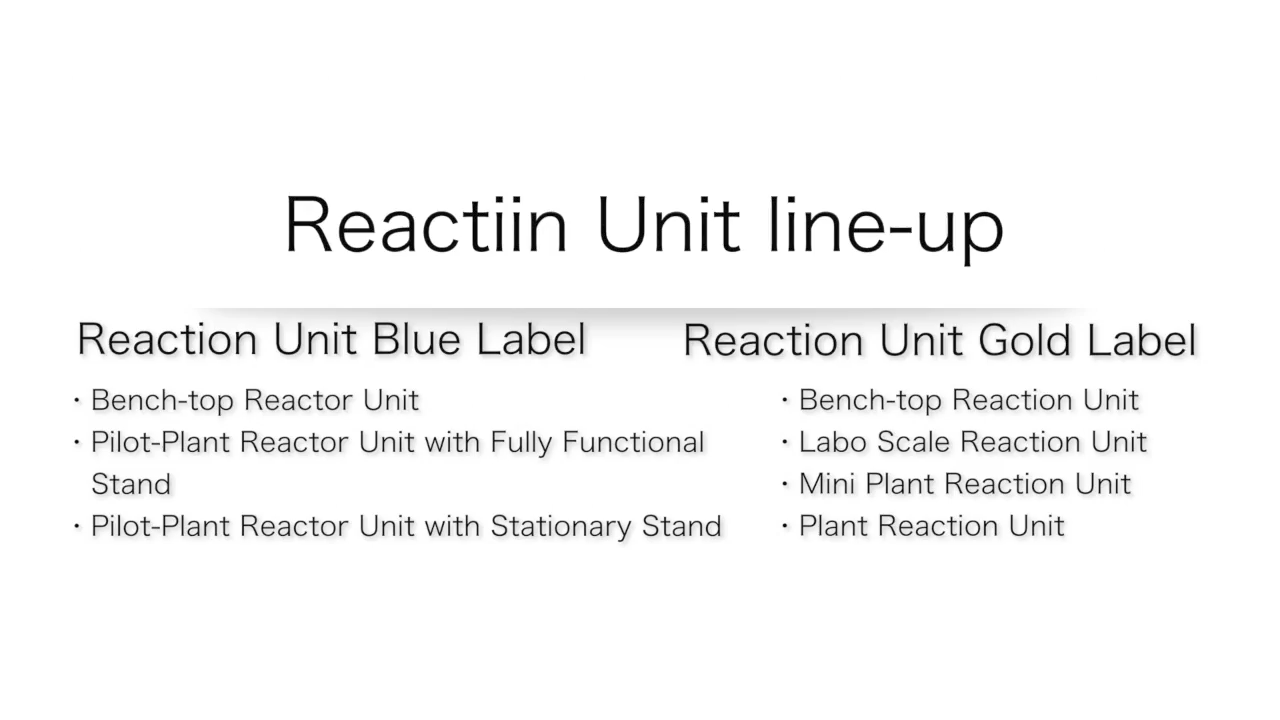 Reactiin Unit line-up
Reaction Unit Blue Label
・Bench-top Reactor Unit
・Pilot-Plant Reactor Unit with Fully Functional
Stand
・Pilot-Plant Reactor Unit with Stationary Stand
Reaction Unit Gold Label
・Bench-top Reaction Unit
・Labo Scale Reaction Unit
・Mini Plant Reaction Unit
・Plant Reaction Unit